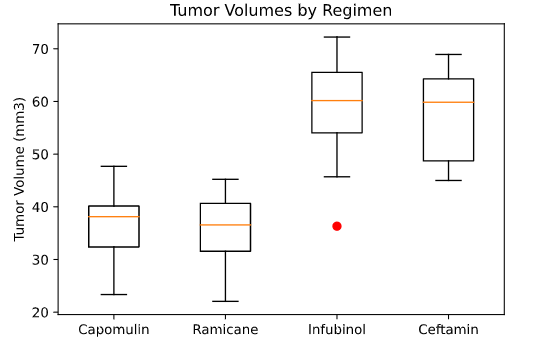 Tumor Volumes by Regimen
Tumor Volume (mm3)
70
60
50
40
30
20
Capomulin Ramicane Infubinol Ceftamin